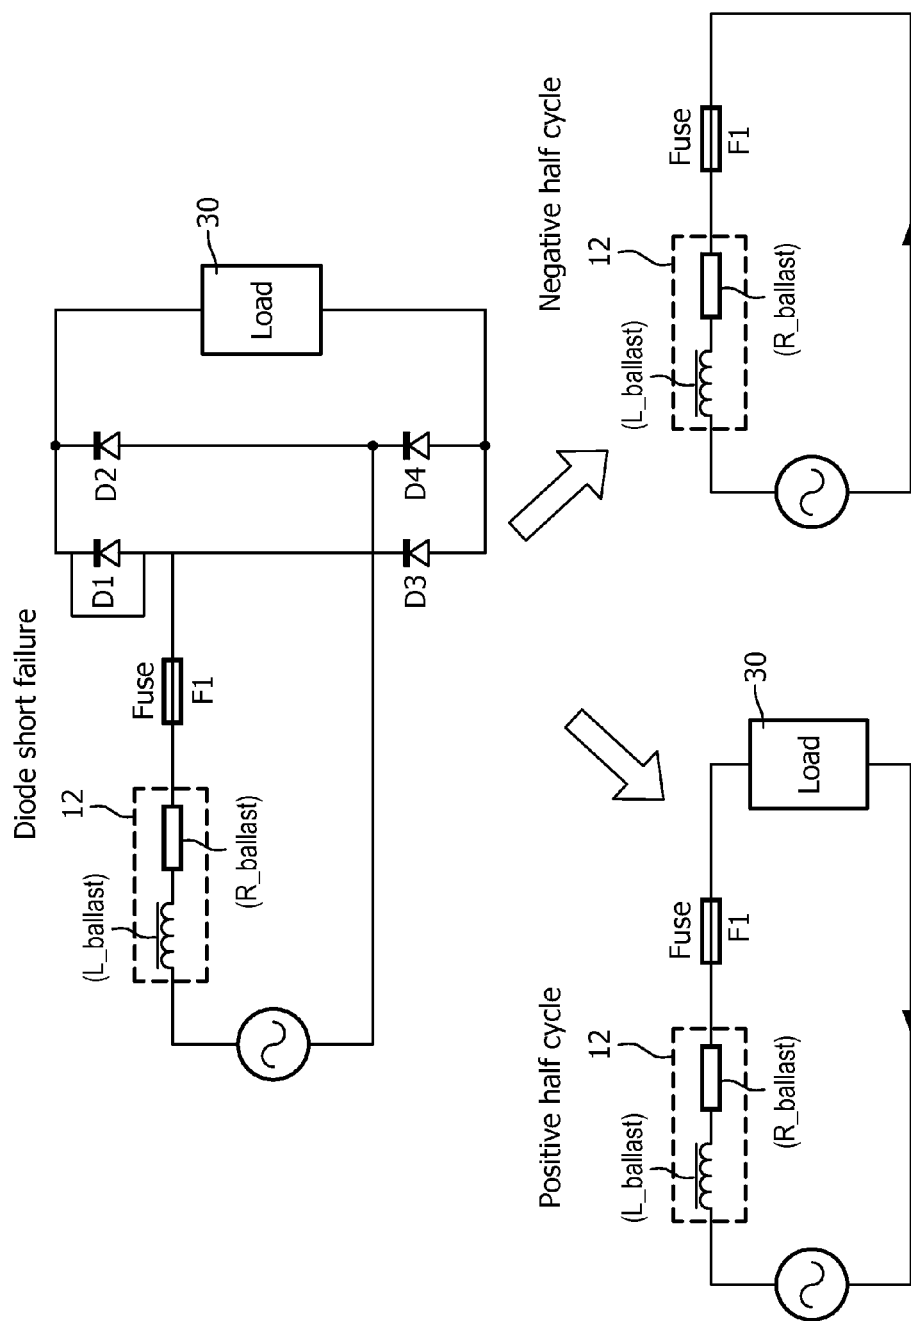 Diode short failure
(L_ballast)
12
(R_ballast)
Fuse
F1
D1
D2
D3
D4
Load
30
Positive half cycle
(L_ballast)
12
(R_ballast)
Fuse
F1
Load
30
Negative half cycle
(L_ballast)
12
(R_ballast)
Fuse
F1